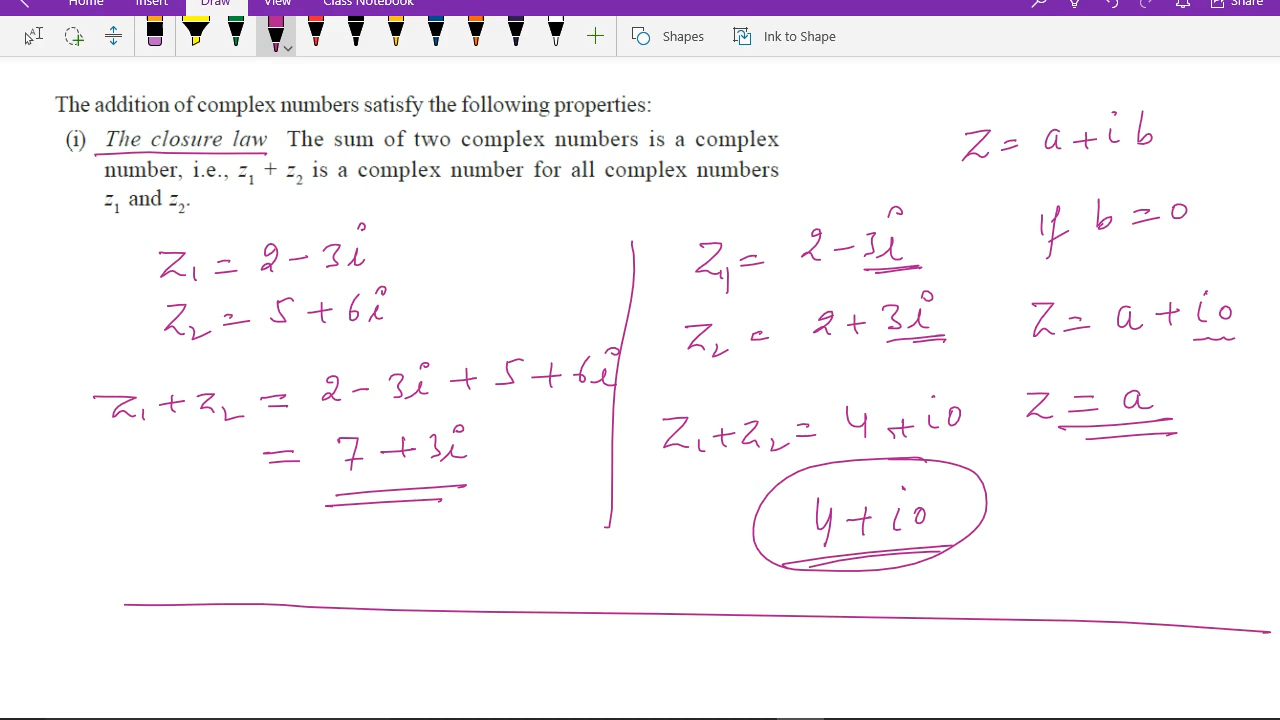 Home Insert Draw View Class Notebook Share
Shapes Ink to Shape
The addition of complex numbers satisfy the following properties:
(i) The closure law The sum of two complex numbers is a complex
number, i.e., z₁ + z₂ is a complex number for all complex numbers
z₁ and z₂.
z₁ = 2 - 3i
z₂ = 5 + 6i
z₁ + z₂ = 2 - 3i + 5 + 6i
= 7 + 3i
z₁ = 2 - 3i
z₂ = 2 + 3i
z₁ + z₂ = 4 + i0
4 + i0
z = a + ib
If b = 0
z = a + i0
z = a